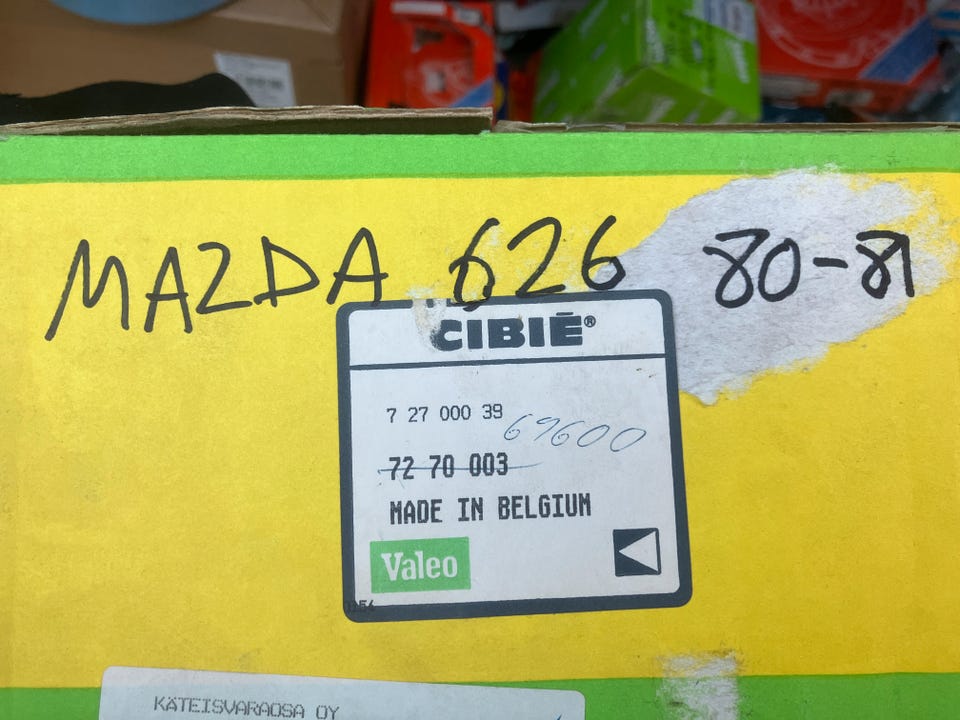 MAZDA 626 80-81
CIBIÉ®
7 27 000 39
69600
72 70 003
MADE IN BELGIUM
Valeo
KÄTEISVARAOSA OY